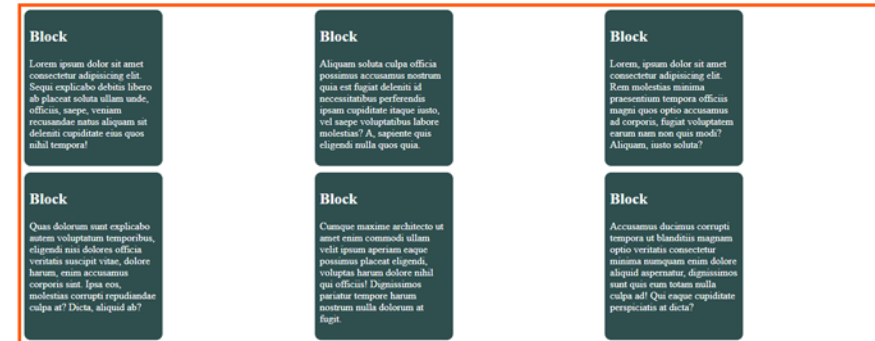 Block
Lorem ipsum dolor sit amet
consectetur adipisicing elit.
Sequi explicabo debitis libero
ab placeat soluta ullam unde,
officiis, saepe, veniam
recusandae natus aliquam sit
deleniti cupiditate eius quos
nihil tempora!
Block
Aliquam soluta culpa officia
possimus accusamus nostrum
quia est fugiat deleniti id
necessitatibus perferendis
ipsam cupiditate itaque iusto,
vel saepe voluptatibus labore
molestias? A, sapiente quis
eligendi nulla quos quia.
Block
Lorem, ipsum dolor sit amet
consectetur adipisicing elit.
Rem molestias minima
praesentium tempora officiis
magni quos optio accusamus
ad corporis, fugiat voluptatem
earum nam non quis modi?
Aliquam, iusto soluta?
Block
Quas dolorum sunt explicabo
autem voluptatum temporibus,
eligendi nisi dolores officia
veritatis suscipit vitae, dolore
harum, enim accusamus
corporis sint. Ipsa eos,
molestias corrupti repudiandae
culpa at? Dicta, aliquid ab?
Block
Cumque maxime architecto ut
amet enim commodi ullam
velit ipsum aperiam eaque
possimus placeat eligendi,
voluptas harum dolore nihil
qui officiis! Dignissimos
pariatur tempore harum
nostrum nulla dolorum at
fugit.
Block
Accusamus ducimus corrupti
tempora ut blanditiis magnam
optio veritatis consectetur
minima numquam enim dolore
aliquid aspernatur, dignissimos
sunt quis eum totam nulla
culpa ad! Qui eaque cupiditate
perspiciatis at dicta?